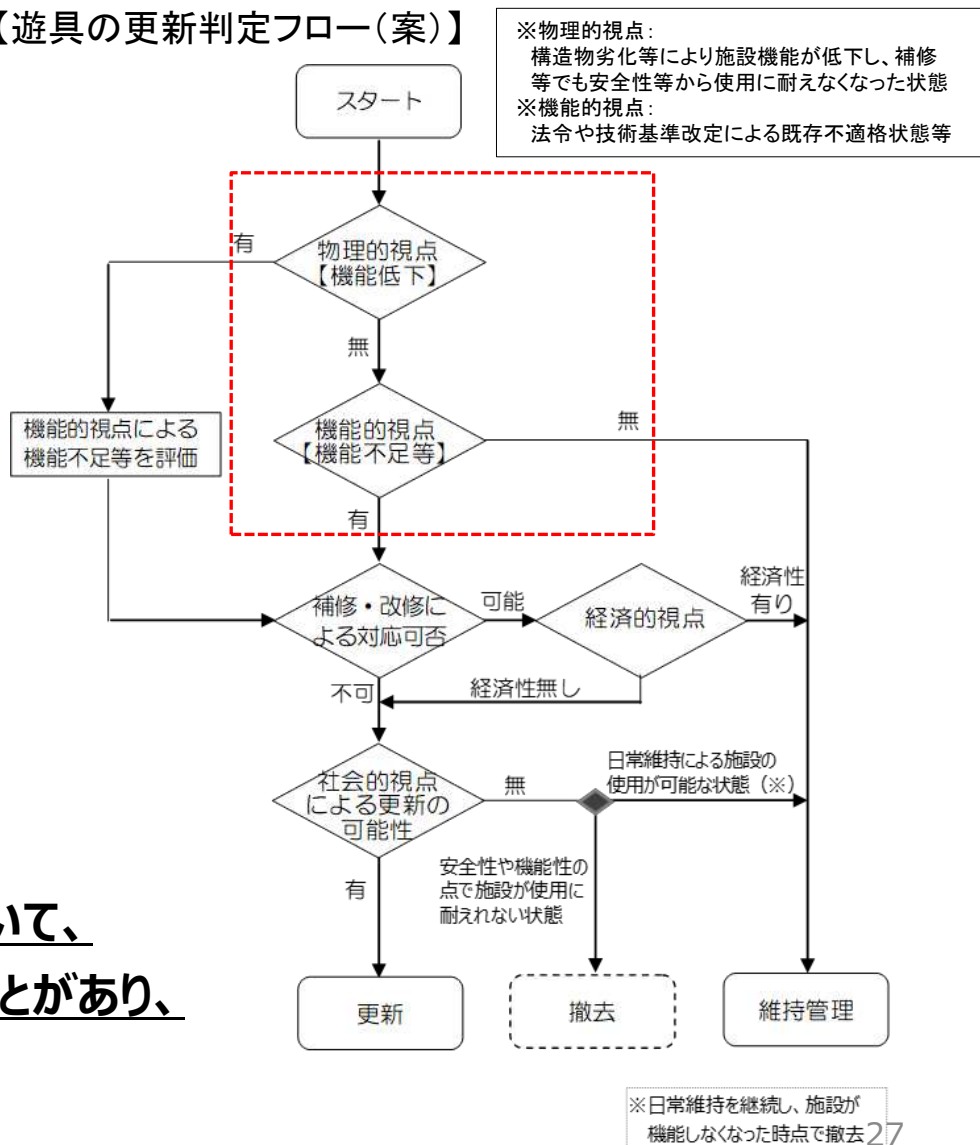 【遊具の更新判定フロー(案)】
※物理的視点:
構造物劣化等により施設機能が低下し、補修
等でも安全性等から使用に耐えなくなった状態
※機能的視点:
法令や技術基準改定による既存不適格状態等
スタート
有
物理的視点
【機能低下】
無
機能的視点による
機能不足等を評価
機能的視点
【機能不足等】
無
有
補修・改修に
よる対応可否
可能
経済的視点
経済性
有り
不可
経済性無し
社会的視点
による更新の
可能性
無
日常維持による施設の
使用が可能な状態(※)
有
安全性や機能性の
点で施設が使用に
耐えれない状態
いて、
とがあり、
更新
撤去
維持管理
※日常維持を継続し、施設が
機能しなくなった時点で撤去
27